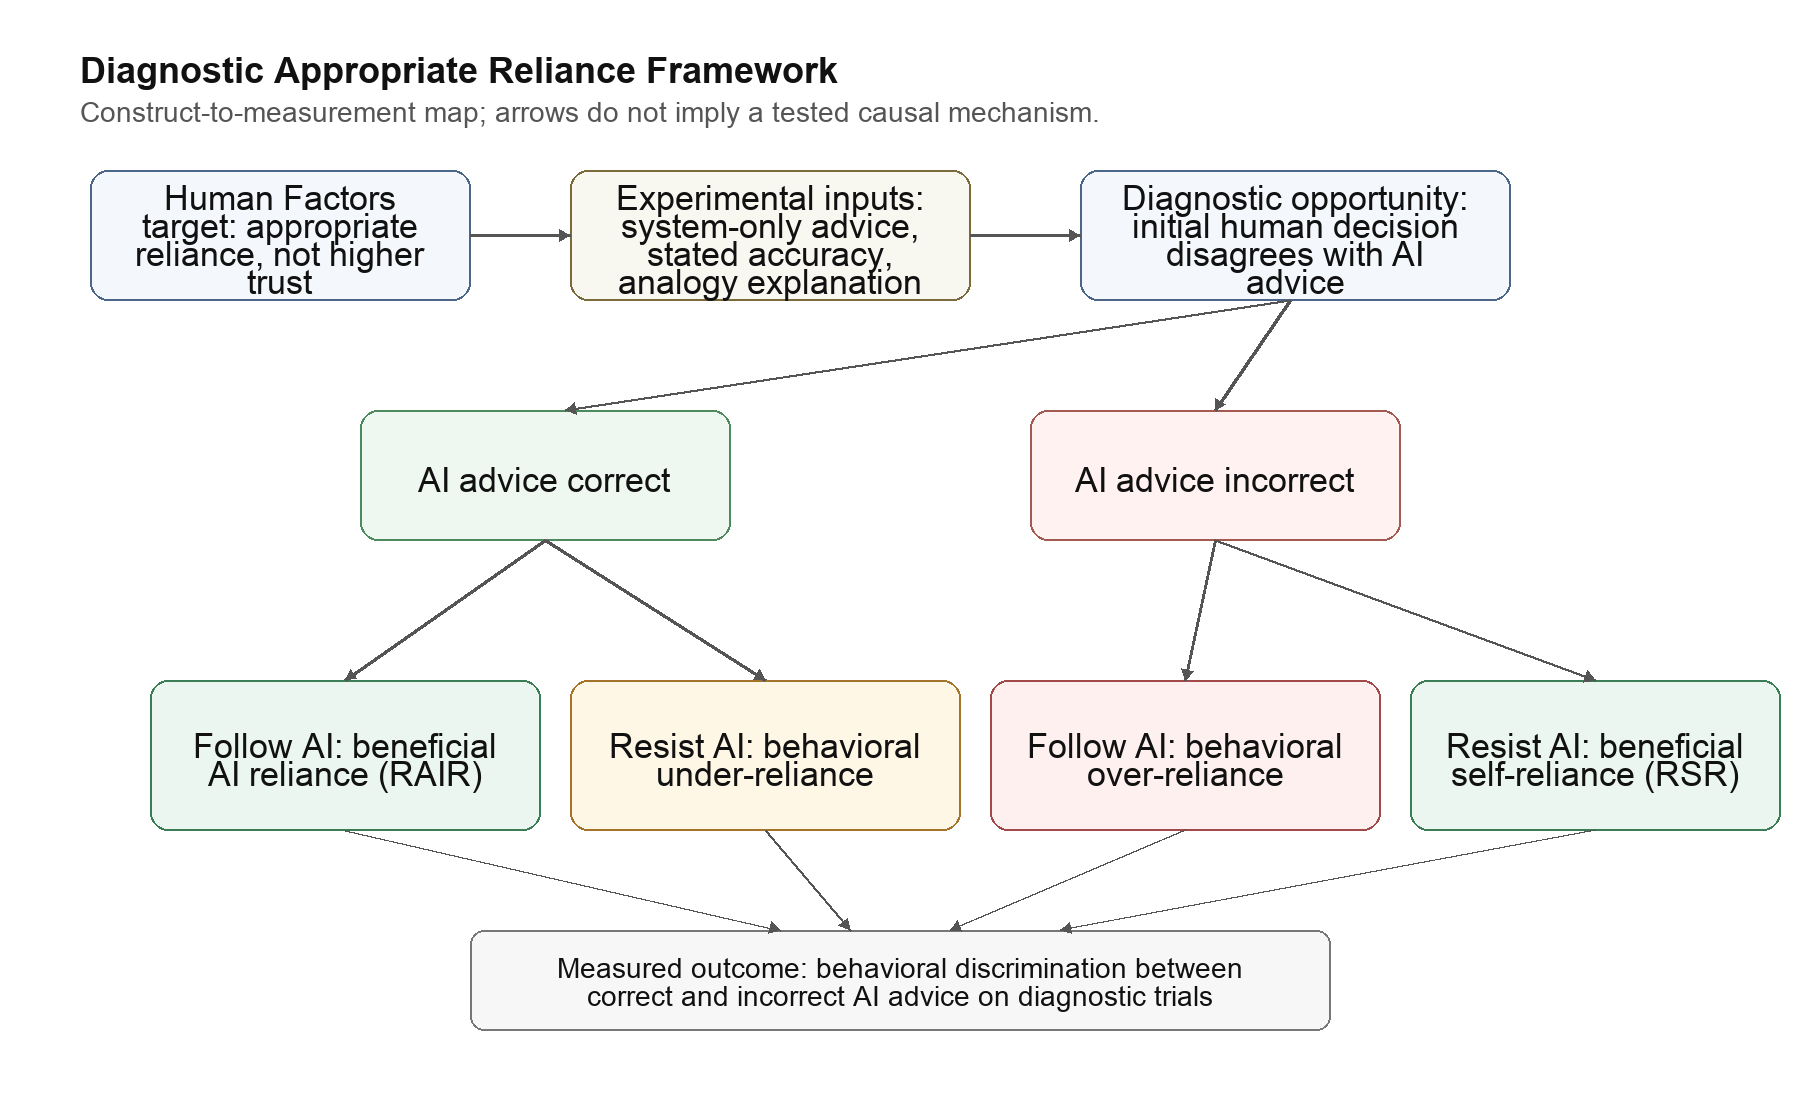 Diagnostic Appropriate Reliance Framework
Construct-to-measurement map; arrows do not imply a tested causal mechanism.
Human Factors
target: appropriate
reliance, not higher
trust
Experimental inputs:
system-only advice,
stated accuracy,
analogy explanation
Diagnostic opportunity:
initial human decision
disagrees with AI
advice
AI advice correct
AI advice incorrect
Follow AI: beneficial
AI reliance (RAIR)
Resist AI: behavioral
under-reliance
Follow AI: behavioral
over-reliance
Resist AI: beneficial
self-reliance (RSR)
Measured outcome: behavioral discrimination between
correct and incorrect AI advice on diagnostic trials